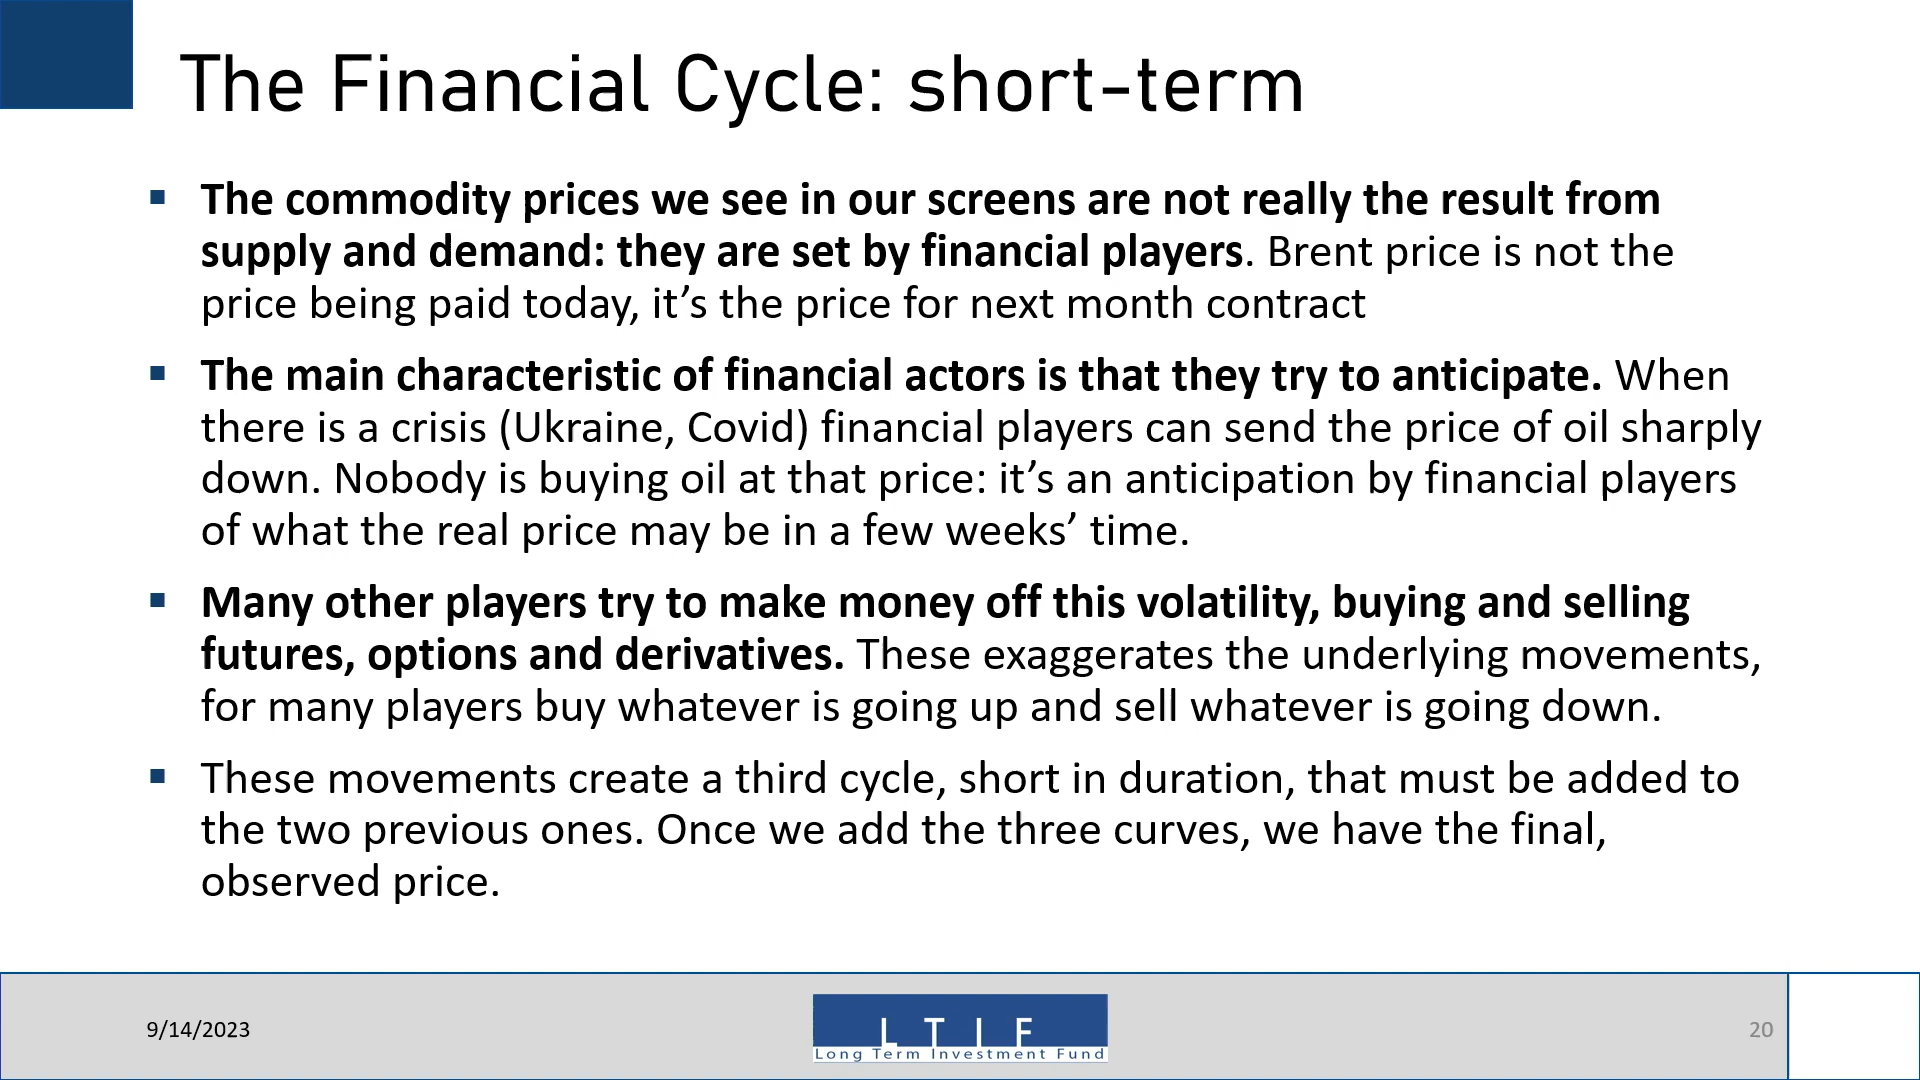 The Financial Cycle: short-term
▪ The commodity prices we see in our screens are not really the result from
supply and demand: they are set by financial players. Brent price is not the
price being paid today, it’s the price for next month contract
▪ The main characteristic of financial actors is that they try to anticipate. When
there is a crisis (Ukraine, Covid) financial players can send the price of oil sharply
down. Nobody is buying oil at that price: it’s an anticipation by financial players
of what the real price may be in a few weeks’ time.
▪ Many other players try to make money off this volatility, buying and selling
futures, options and derivatives. These exaggerates the underlying movements,
for many players buy whatever is going up and sell whatever is going down.
▪ These movements create a third cycle, short in duration, that must be added to
the two previous ones. Once we add the three curves, we have the final,
observed price.
9/14/2023
LTIF
Long Term Investment Fund
20